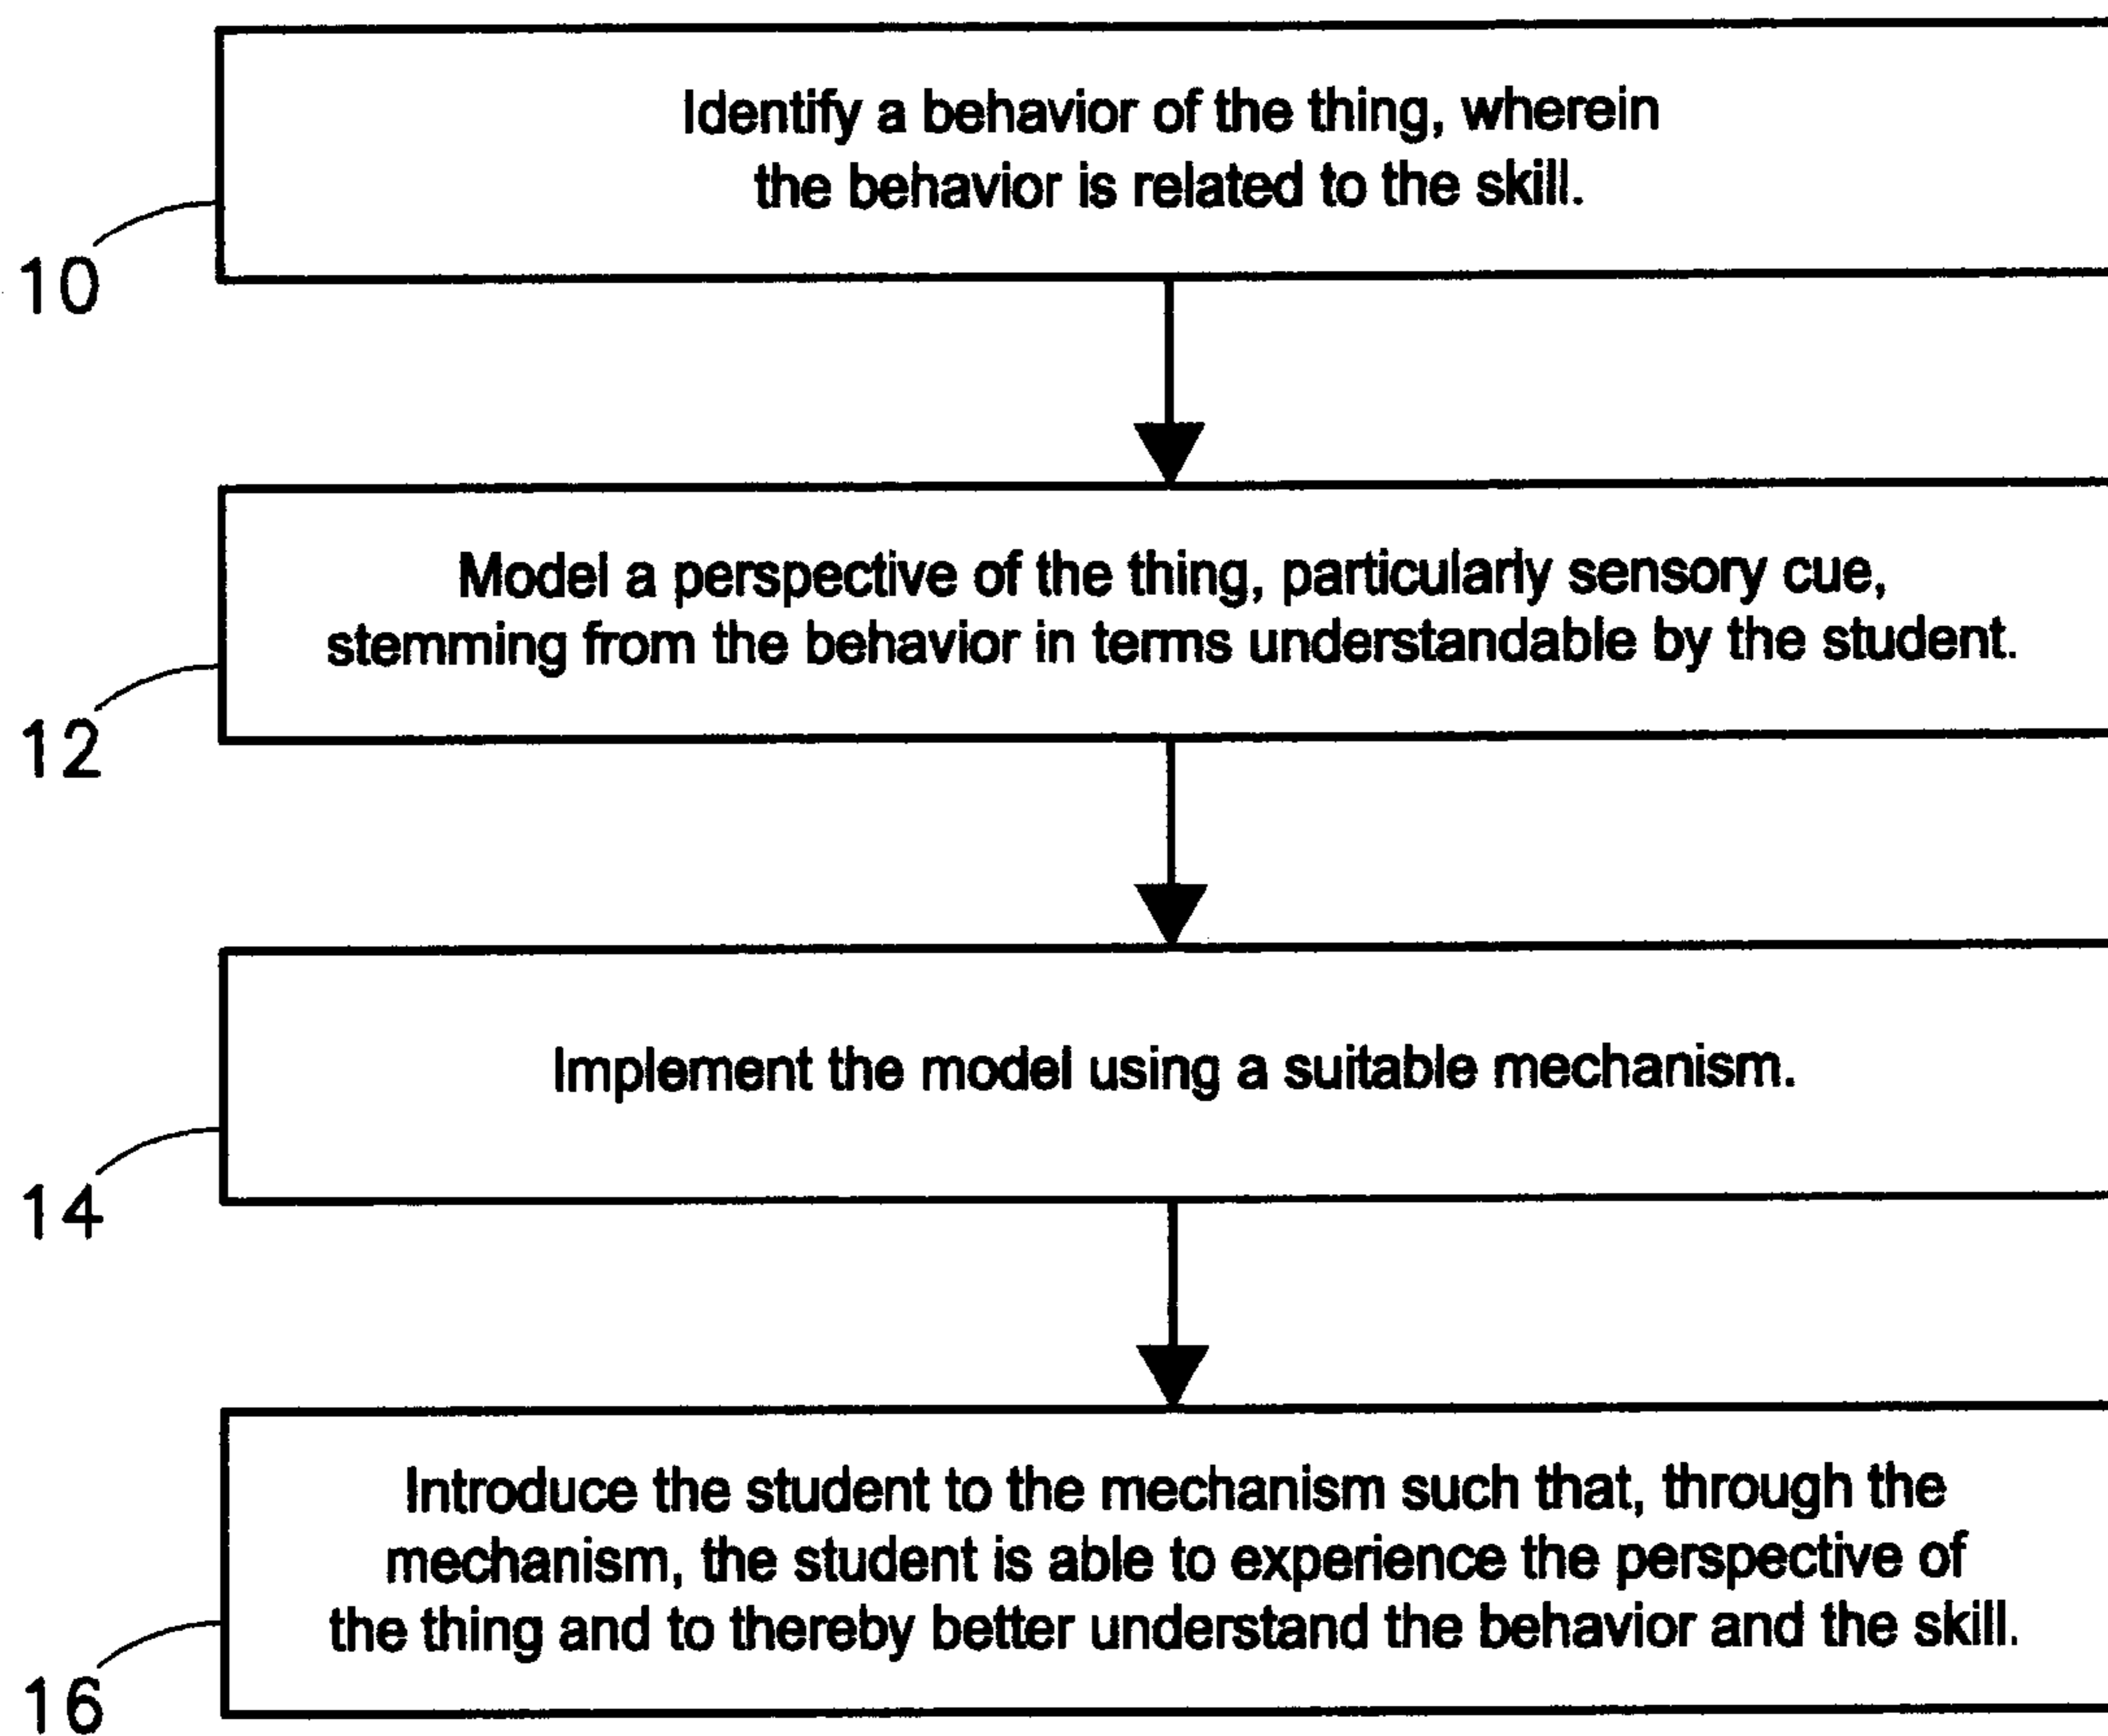 Identify a behavior of the thing, wherein
the behavior is related to the skill.
10
Model a perspective of the thing, particularly sensory cue,
stemming from the behavior in terms understandable by the student.
12
Implement the model using a suitable mechanism.
14
Introduce the student to the mechanism such that, through the
mechanism, the student is able to experience the perspective of
the thing and to thereby better understand the behavior and the skill.
16